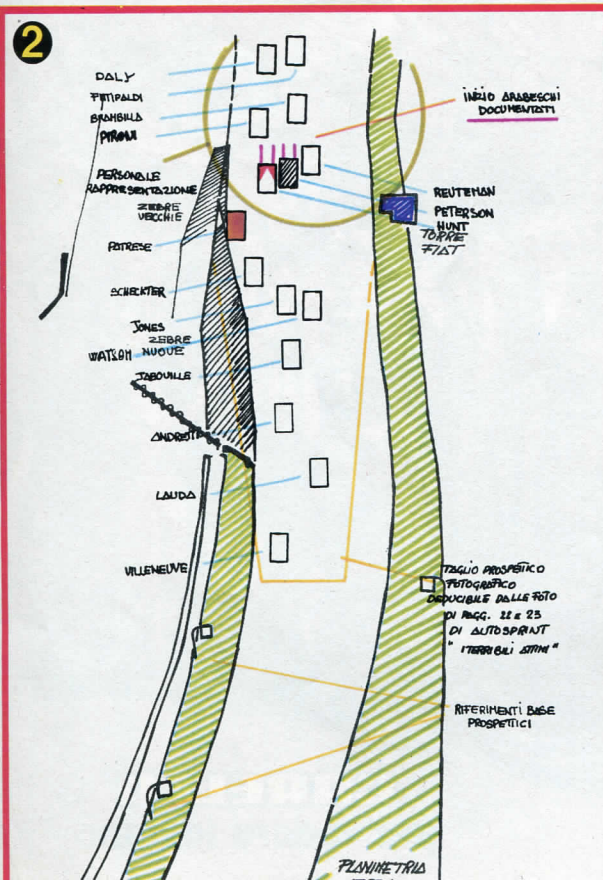 2
DALY
FITTIPALDI
BRAMBILLA
PIRONI
PERSONALE
RAPPRESENTAZIONE
ZEBRE
VECCHIE
PATRESE
SCHECKTER
JONES
ZEBRE
WATSON NUOVE
JABOUILLE
ANDRETTI
LAUDA
VILLENEUVE
INIZIO ARABESCHI
DOCUMENTATI
REUTEMAN
PETERSON
HUNT
TORRE
FIAT
TAGLIO PROSPETICO
FOTOGRAFICO
DEDUCIBILE DALLE FOTO
DI PAGG. 22 E 23
DI AUTOSPRINT
"I TERRIBILI ATTIMI"
RIFERIMENTI BASE
PROSPETTICI
PLANIMETRIA